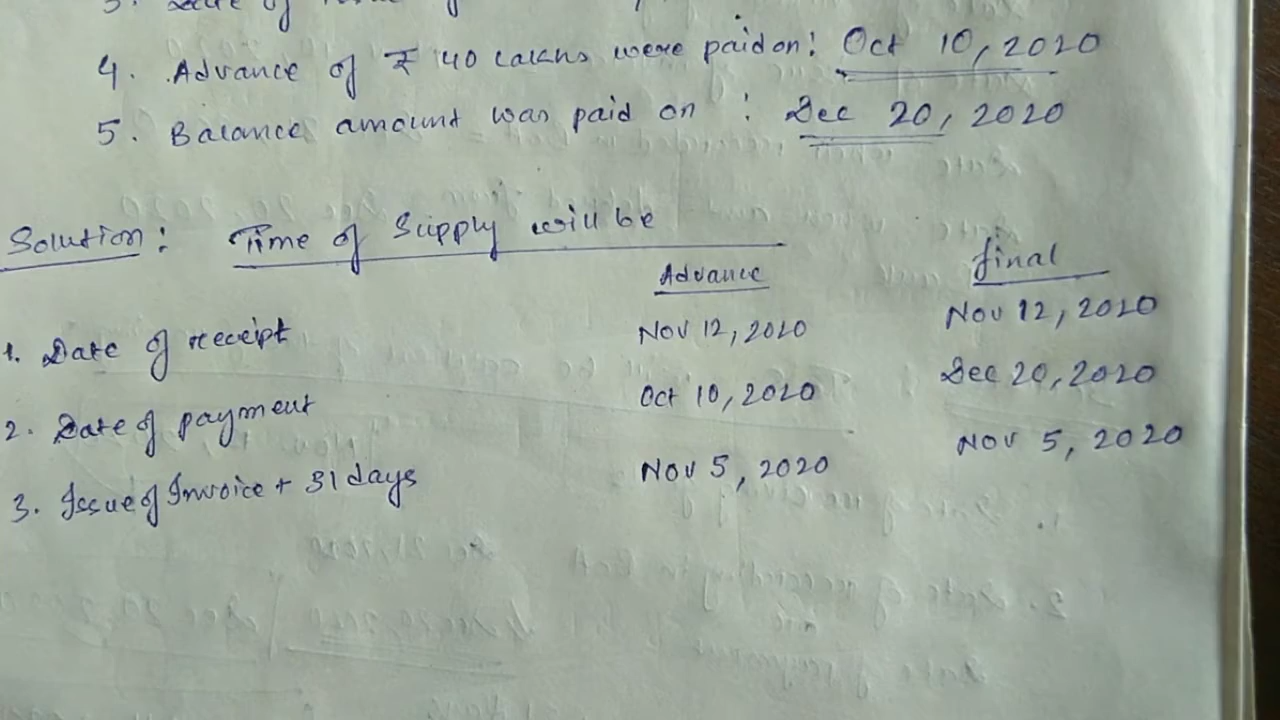 4. Advance of ₹ 40 Lakhs were paid on: Oct 10, 2020
5. Balance amount was paid on : Dec 20, 2020
Solution: Time of Supply will be
Advance final
1. Date of receipt Nov 12, 2020 Nov 12, 2020
2. Date of payment Oct 10, 2020 Dec 20, 2020
3. Issue of Invoice + 31 days Nov 5, 2020 Nov 5, 2020